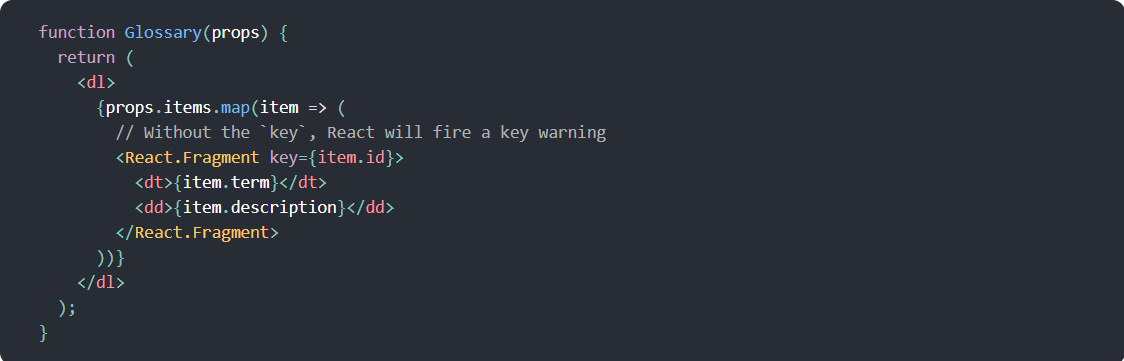 function Glossary(props) {
  return (
    <dl>
      {props.items.map(item => (
        // Without the `key`, React will fire a key warning
        <React.Fragment key={item.id}>
          <dt>{item.term}</dt>
          <dd>{item.description}</dd>
        </React.Fragment>
      ))}
    </dl>
  );
}